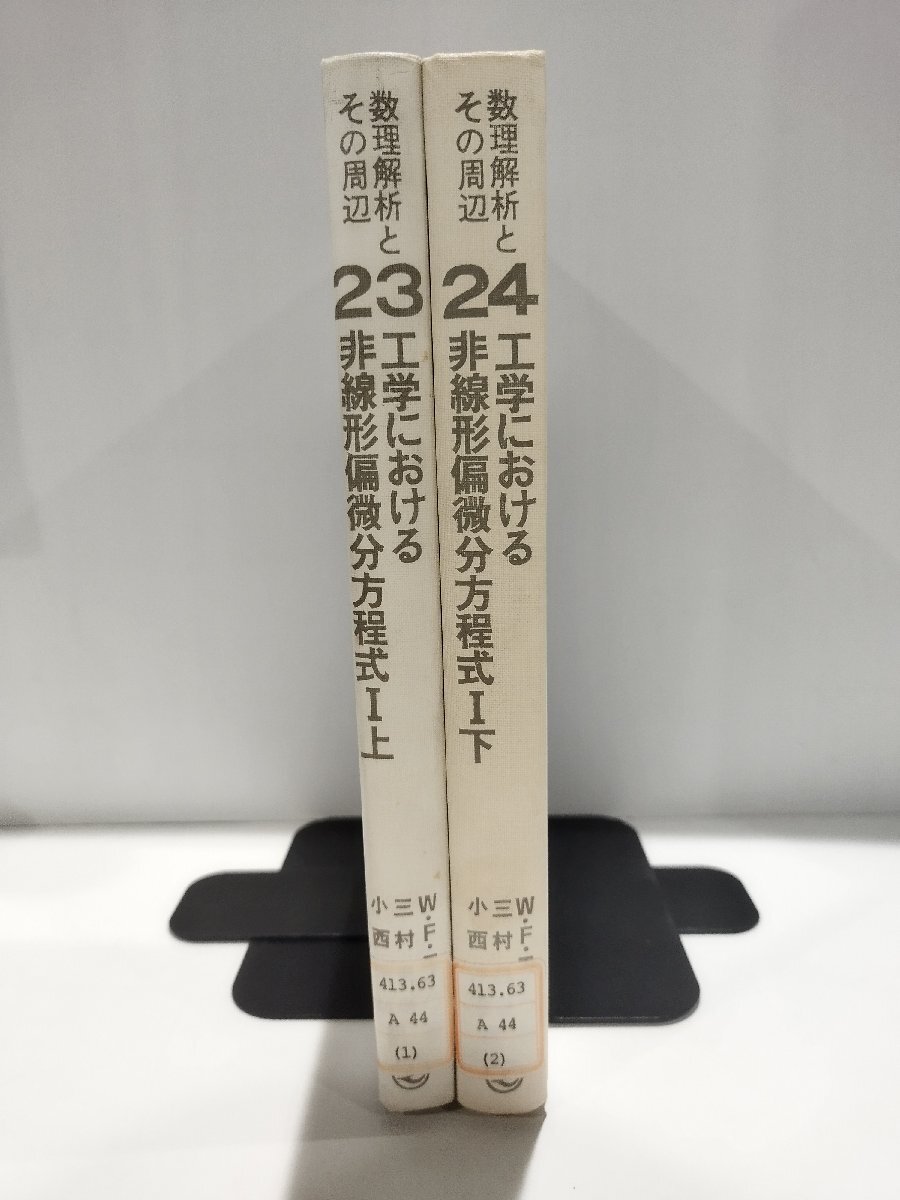 数理解析と
その周辺
23
工学における
非線形偏微分方程式 I 上
W・F・
三村
小西
413.63
A 44
(1)
数理解析と
その周辺
24
工学における
非線形偏微分方程式 I 下
W・F・
三村
小西
413.63
A 44
(2)